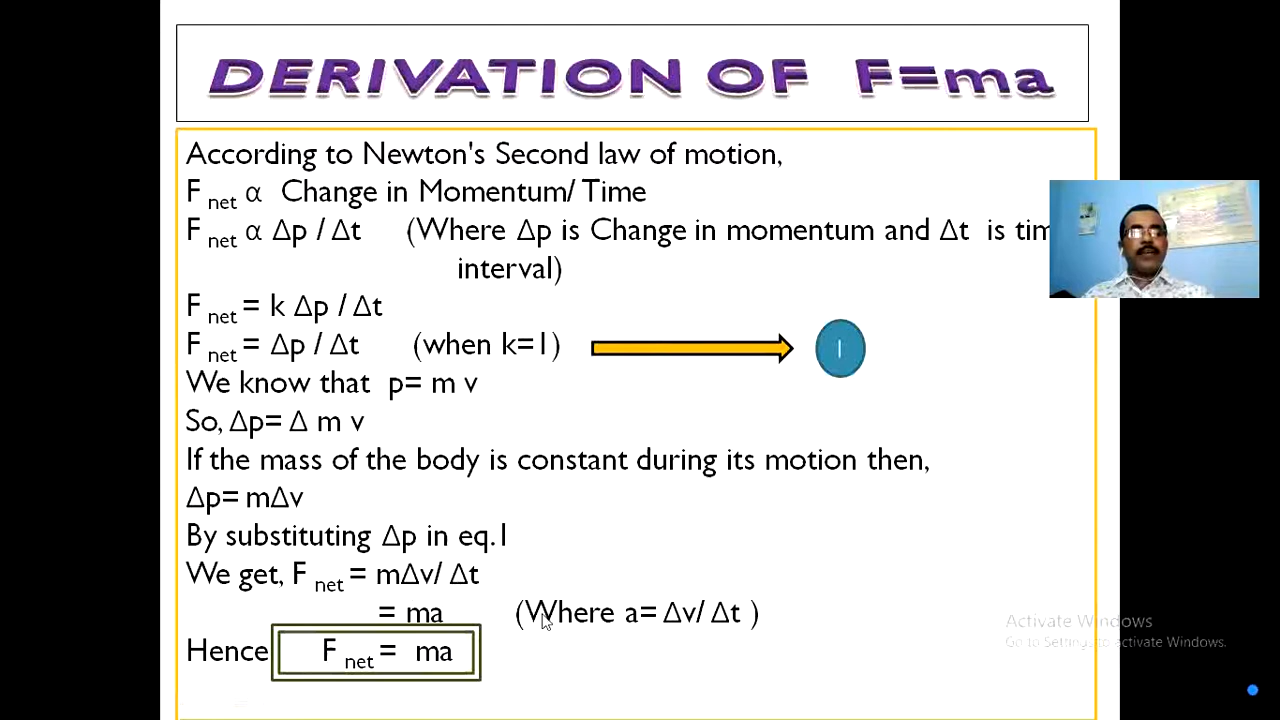 DERIVATION OF F=ma
According to Newton's Second law of motion,
F net α Change in Momentum/ Time
F net α Δp / Δt (Where Δp is Change in momentum and Δt is tim
interval)
F net = k Δp / Δt
F net = Δp / Δt (when k=1) 1
We know that p= m v
So, Δp= Δ m v
If the mass of the body is constant during its motion then,
Δp= mΔv
By substituting Δp in eq.1
We get, F net = mΔv/ Δt
= ma (Where a= Δv/ Δt )
Hence F net = ma
Activate Windows
Go to Settings to activate Windows.